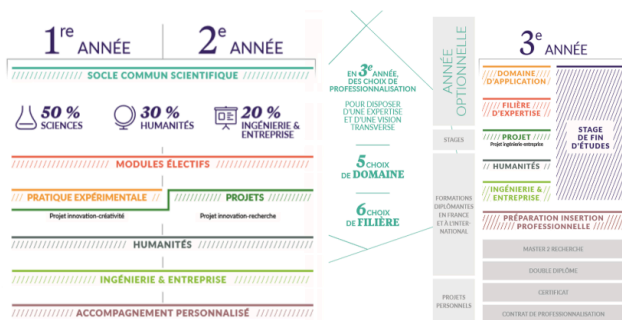 1re ANNÉE
2e ANNÉE
SOCLE COMMUN SCIENTIFIQUE
50 %
SCIENCES
30 %
HUMANITÉS
20 %
INGÉNIERIE &
ENTREPRISE
MODULES ÉLECTIFS
PRATIQUE EXPÉRIMENTALE
PROJETS
Projet innovation-créativité
Projet innovation-recherche
HUMANITÉS
INGÉNIERIE & ENTREPRISE
ACCOMPAGNEMENT PERSONNALISÉ
EN 3e ANNÉE,
DES CHOIX DE
PROFESSIONNALISATION
POUR DISPOSER
D'UNE EXPERTISE
ET D'UNE VISION
TRANSVERSE
5 CHOIX
DE DOMAINE
6 CHOIX
DE FILIÈRE
ANNÉE
OPTIONNELLE
STAGES
FORMATIONS
DIPLÔMANTES
EN FRANCE
ET À L'INTER-
NATIONAL
PROJETS
PERSONNELS
3e ANNÉE
DOMAINE
D'APPLICATION
FILIÈRE
D'EXPERTISE
PROJET
Projet ingénierie-entreprise
HUMANITÉS
INGÉNIERIE &
ENTREPRISE
STAGE
DE FIN
D'ÉTUDES
PRÉPARATION INSERTION
PROFESSIONNELLE
MASTER 2 RECHERCHE
DOUBLE DIPLÔME
CERTIFICAT
CONTRAT DE PROFESSIONNALISATION